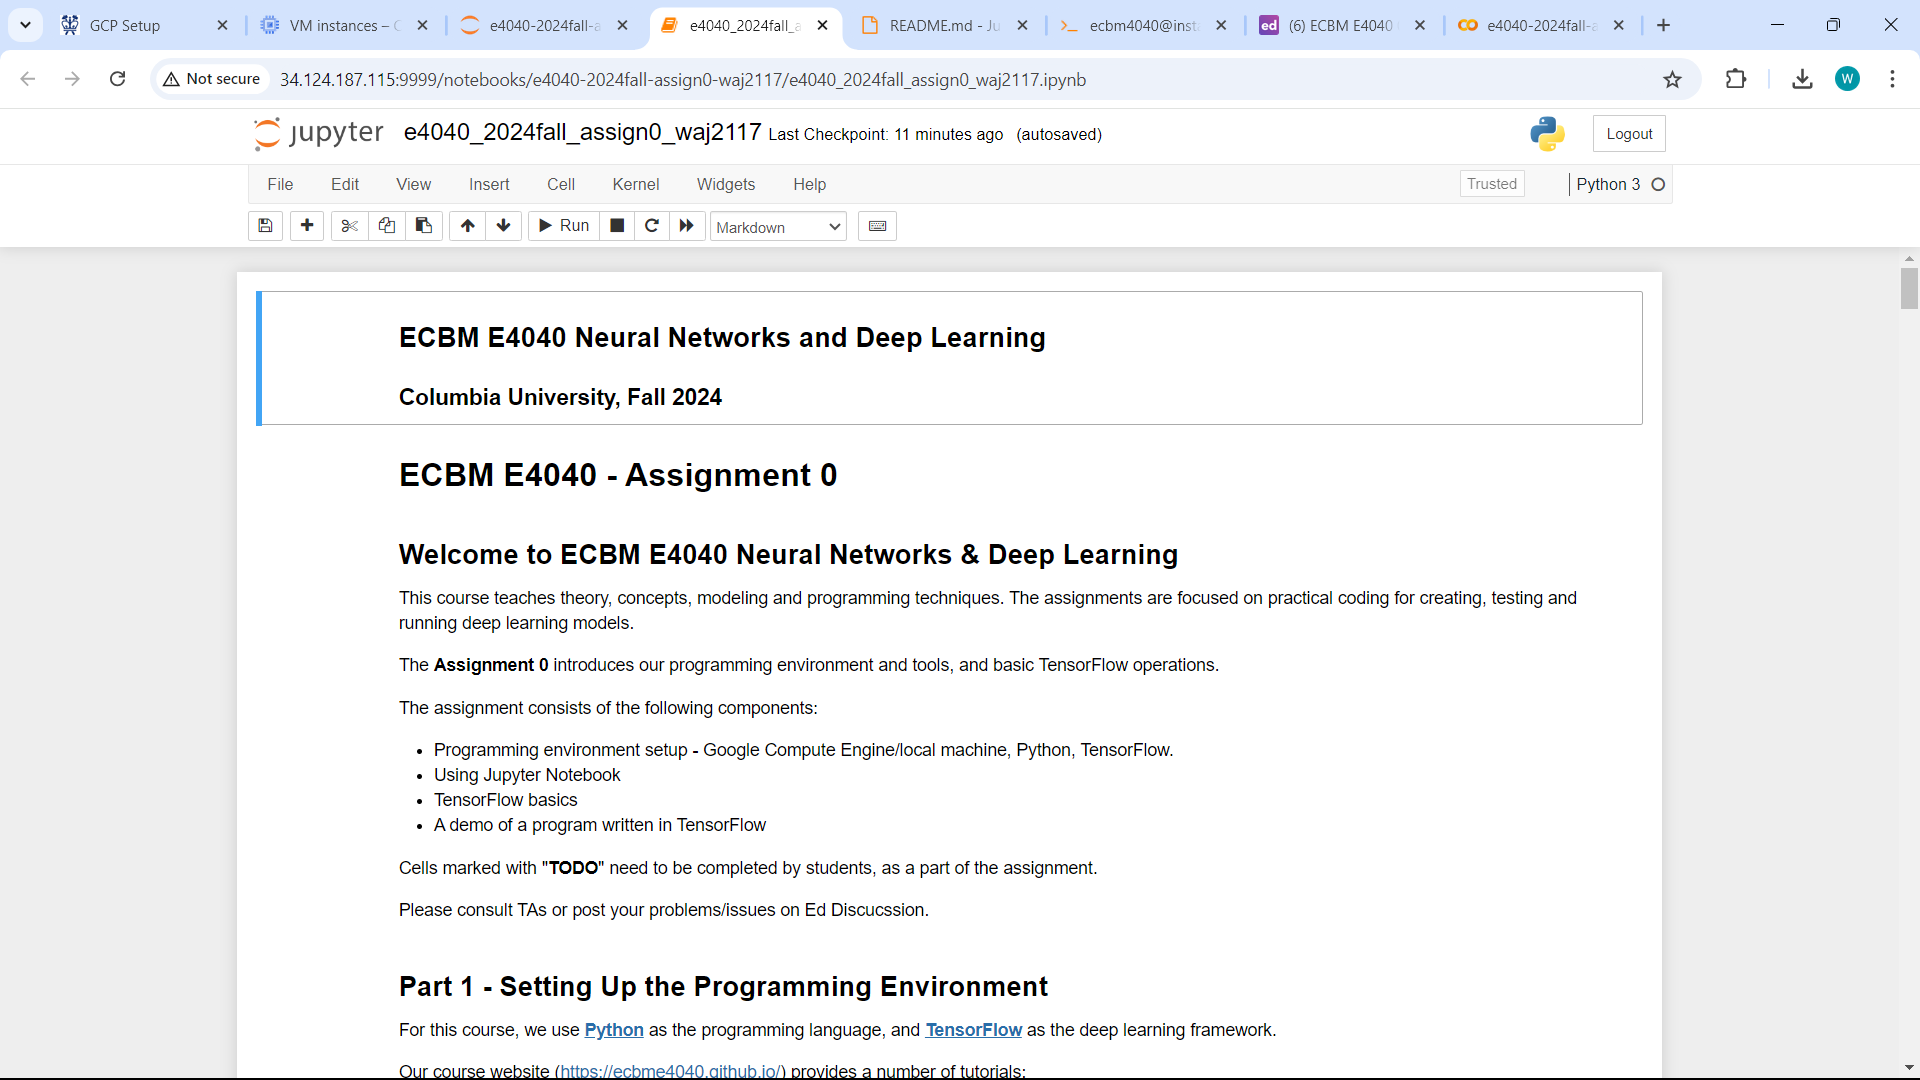 GCP Setup
VM instances – C
e4040-2024fall-a
e4040_2024fall_a
README.md - Ju
ecbm4040@inst
(6) ECBM E4040
e4040-2024fall-a
Not secure
34.124.187.115:9999/notebooks/e4040-2024fall-assign0-waj2117/e4040_2024fall_assign0_waj2117.ipynb
W
jupyter e4040_2024fall_assign0_waj2117 Last Checkpoint: 11 minutes ago (autosaved)
Logout
File Edit View Insert Cell Kernel Widgets Help
Trusted
Python 3
Run
Markdown
ECBM E4040 Neural Networks and Deep Learning
Columbia University, Fall 2024
ECBM E4040 - Assignment 0
Welcome to ECBM E4040 Neural Networks & Deep Learning
This course teaches theory, concepts, modeling and programming techniques. The assignments are focused on practical coding for creating, testing and
running deep learning models.
The Assignment 0 introduces our programming environment and tools, and basic TensorFlow operations.
The assignment consists of the following components:
• Programming environment setup - Google Compute Engine/local machine, Python, TensorFlow.
• Using Jupyter Notebook
• TensorFlow basics
• A demo of a program written in TensorFlow
Cells marked with "TODO" need to be completed by students, as a part of the assignment.
Please consult TAs or post your problems/issues on Ed Discucssion.
Part 1 - Setting Up the Programming Environment
For this course, we use Python as the programming language, and TensorFlow as the deep learning framework.
Our course website (https://ecbme4040.github.io/) provides a number of tutorials: